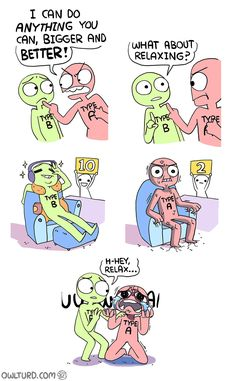 I CAN DO
ANYTHING YOU
CAN, BIGGER AND
BETTER!
TYPE
B
TYPE
A
WHAT ABOUT
RELAXING?
TYPE
B
TYPE
A
10
TYPE
B
2
TYPE
A
H-HEY,
RELAX...
TYPE
B
TYPE
A
OWLTURD.COM